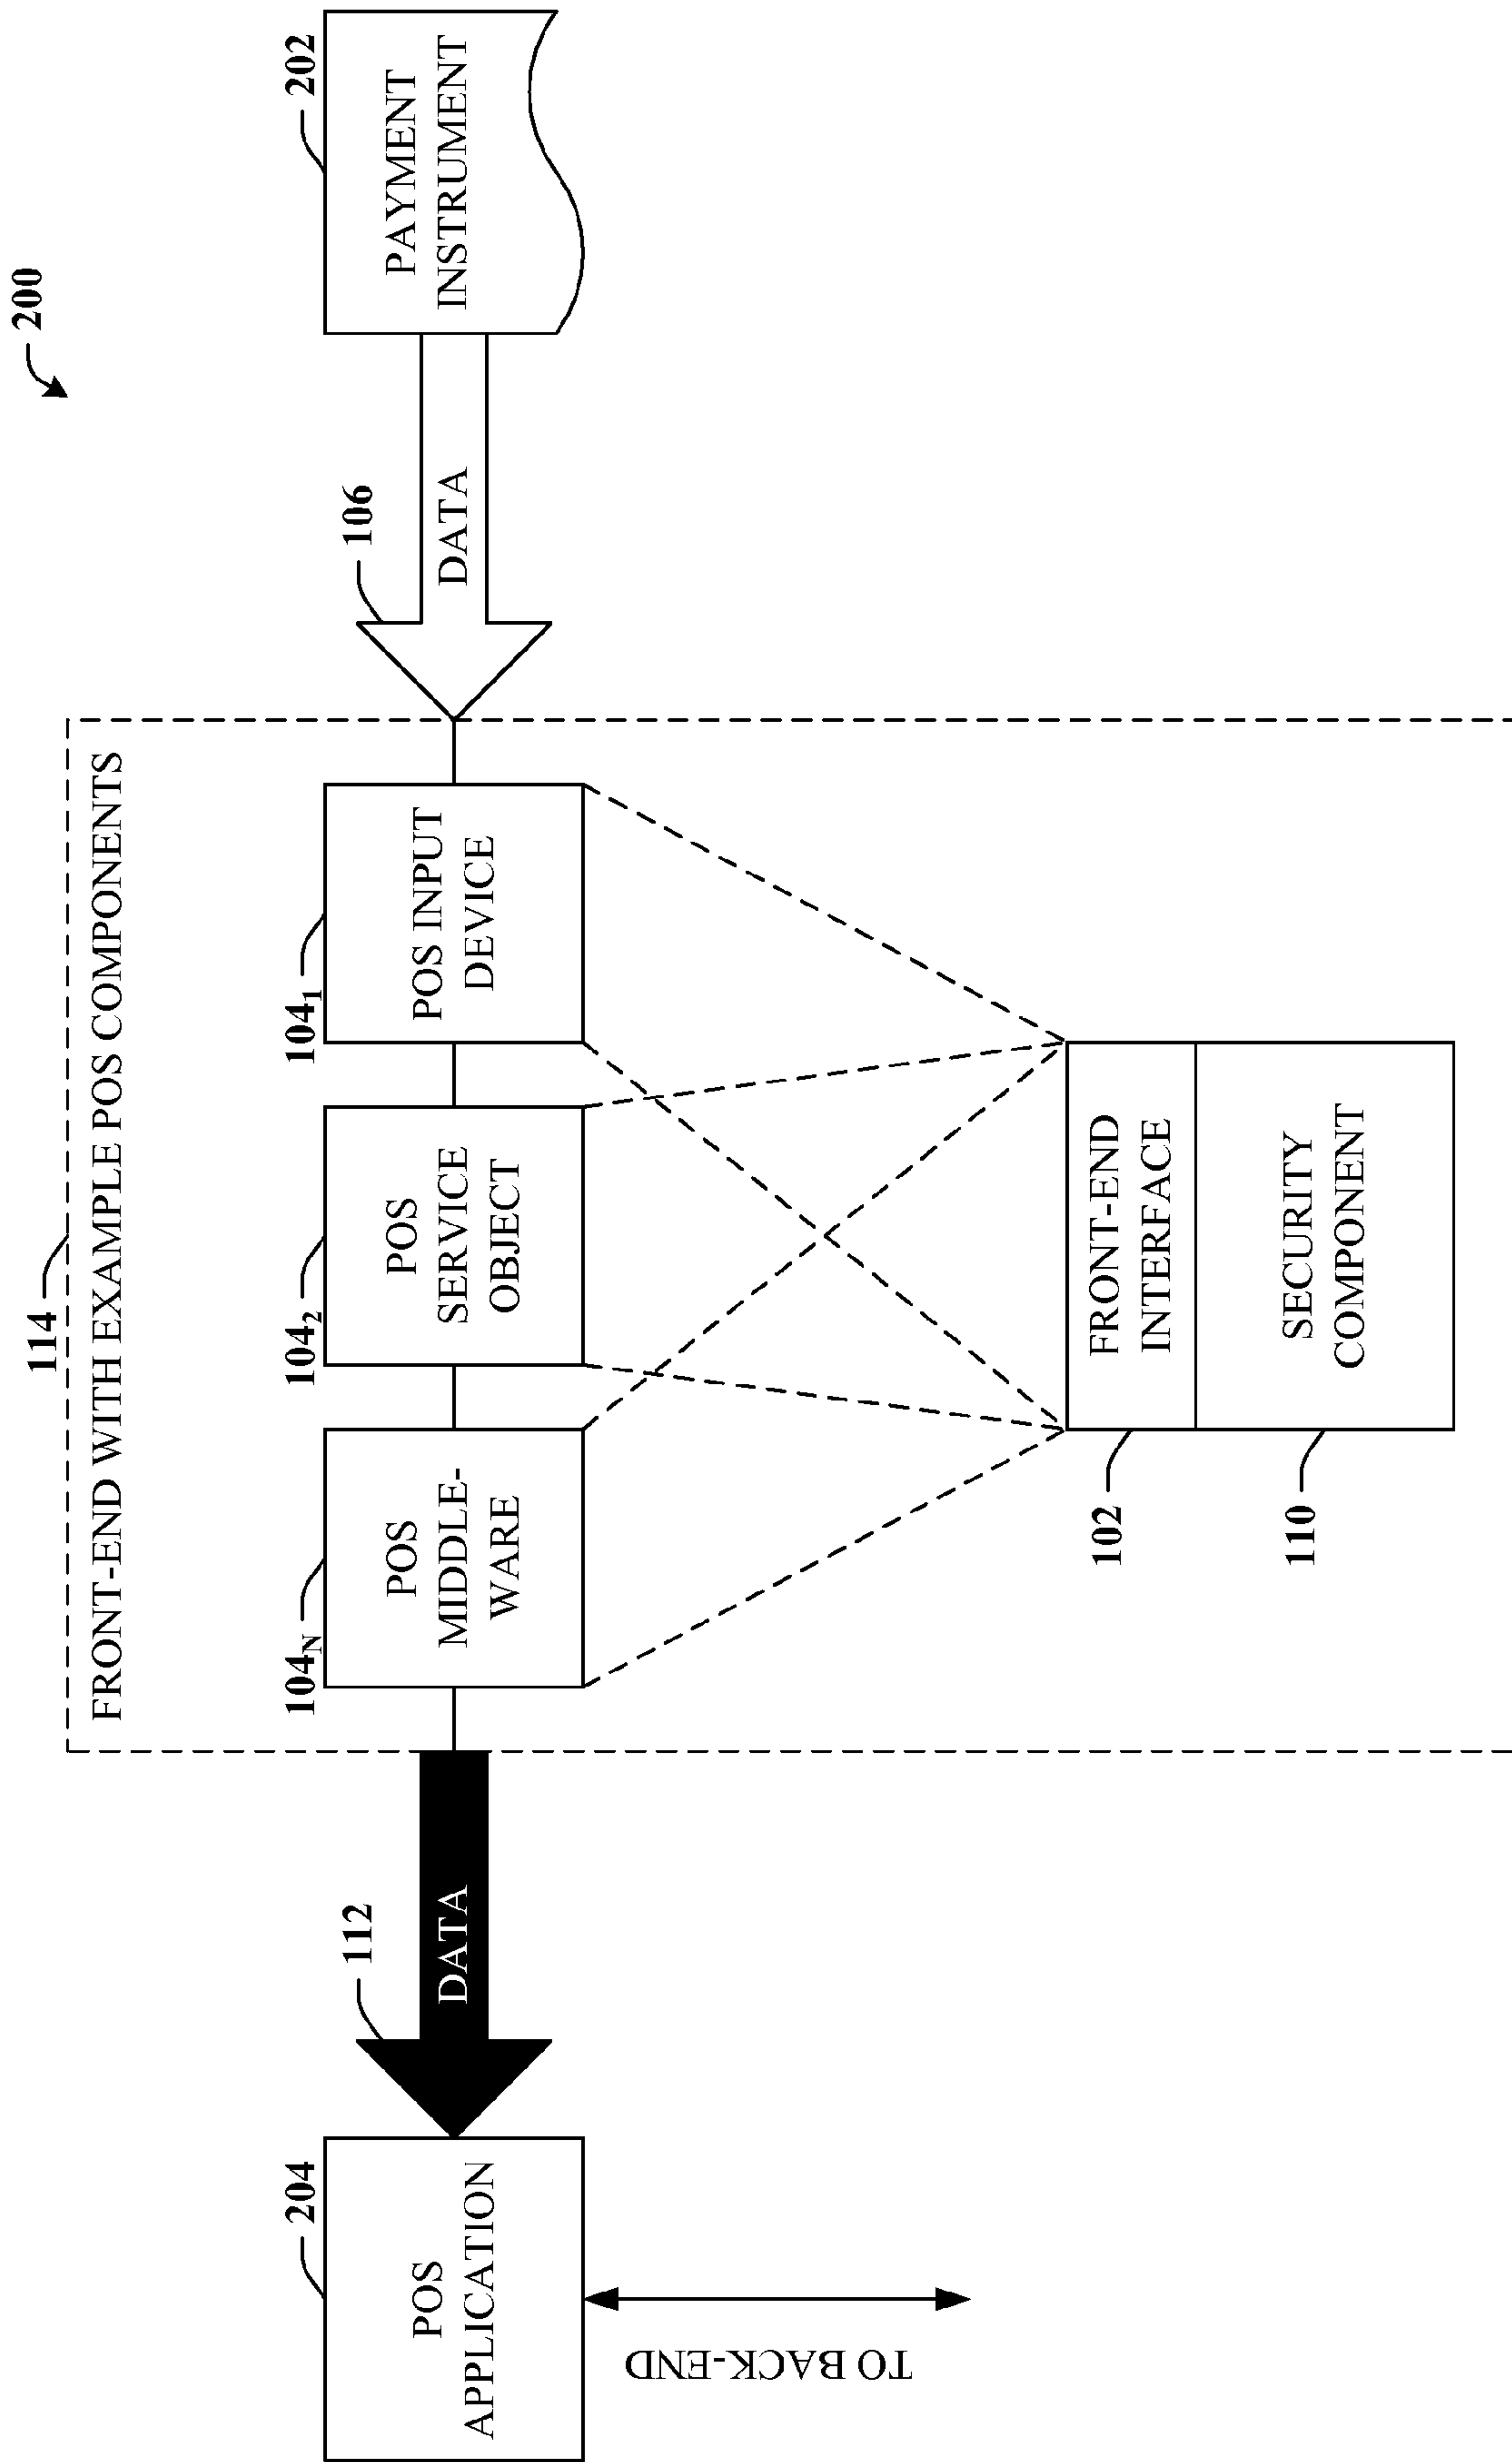 200
114
FRONT-END WITH EXAMPLE POS COMPONENTS
204
112
104N
104₂
104₁
106
202
POS
APPLICATION
DATA
POS
MIDDLE-
WARE
POS
SERVICE
OBJECT
POS INPUT
DEVICE
DATA
PAYMENT
INSTRUMENT
TO BACK-END
102
FRONT-END
INTERFACE
110
SECURITY
COMPONENT